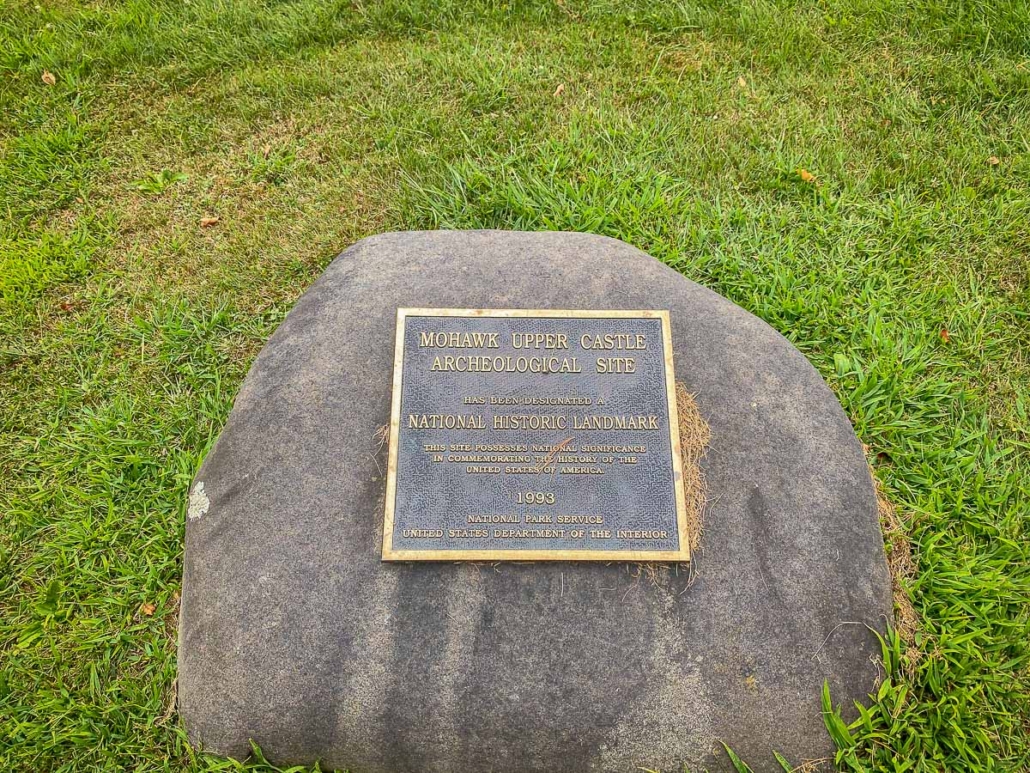 MOHAWK UPPER CASTLE
ARCHEOLOGICAL SITE
HAS BEEN DESIGNATED A
NATIONAL HISTORIC LANDMARK
THIS SITE POSSESSES NATIONAL SIGNIFICANCE
IN COMMEMORATING THE HISTORY OF THE
UNITED STATES OF AMERICA.
1993
NATIONAL PARK SERVICE
UNITED STATES DEPARTMENT OF THE INTERIOR